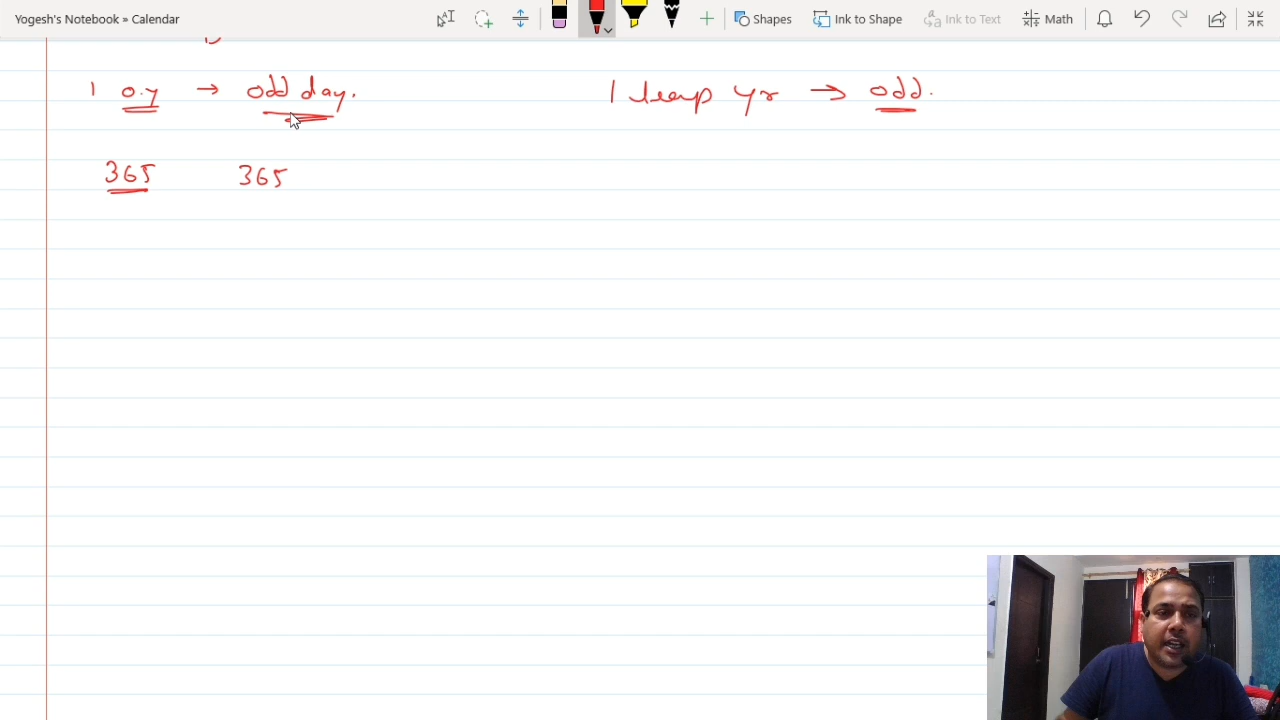 Yogesh's Notebook » Calendar
Shapes
Ink to Shape
Ink to Text
Math
1 o.y → odd day.
1 leap yr → odd.
365 365